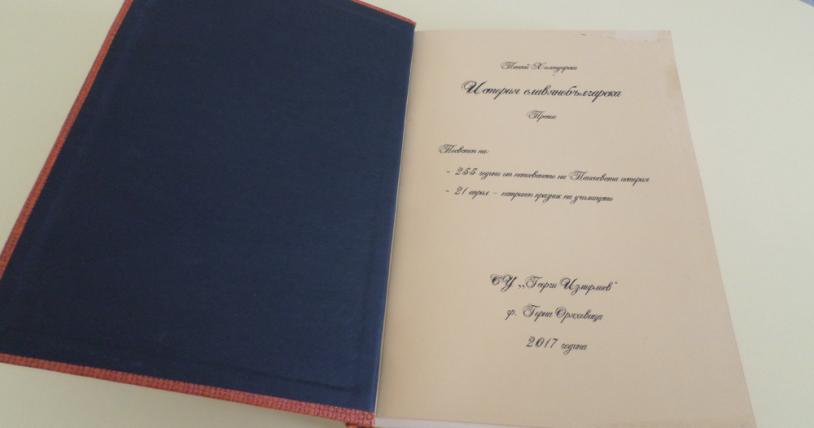 Паисий Хилендарски
История славянобългарска
Препис
Посветен на:
- 255 години от написването на Паисиевата история
- 21 април – патронен празник на училището
СУ „Георги Измирлиев“
гр. Горна Оряховица
2017 година